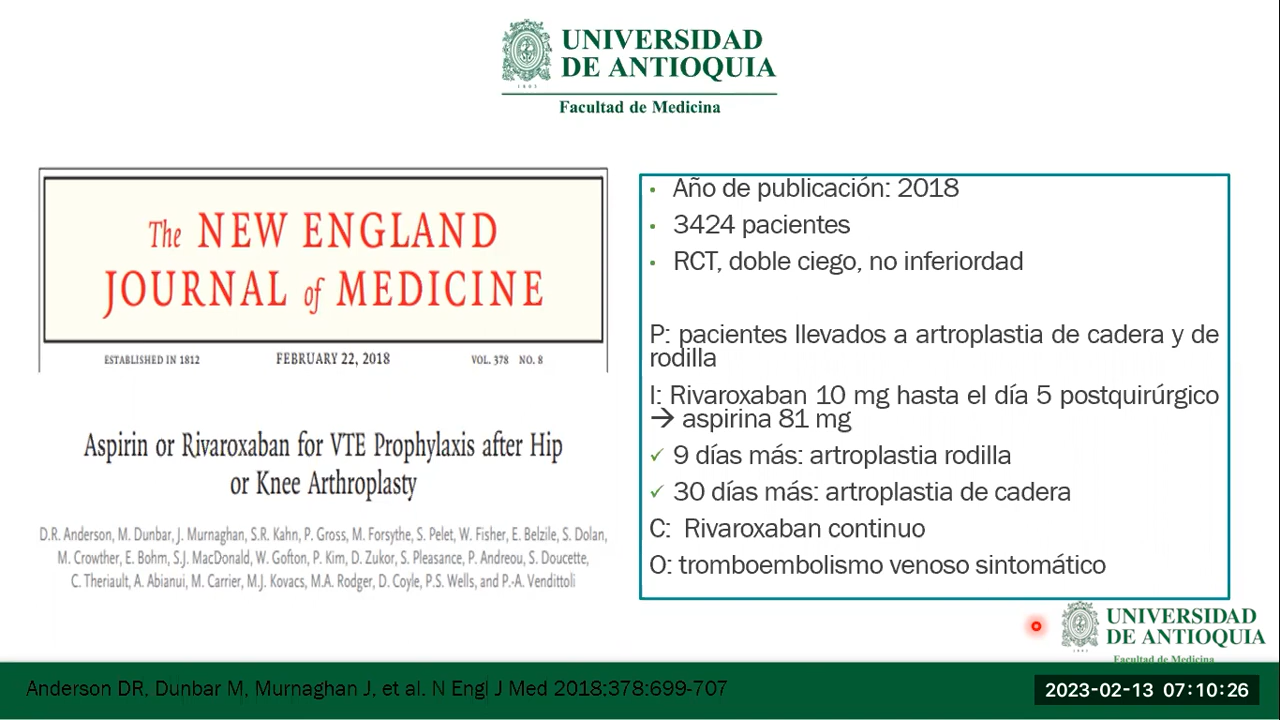 UNIVERSIDAD
DE ANTIOQUIA
1803
Facultad de Medicina
The NEW ENGLAND
JOURNAL of MEDICINE
ESTABLISHED IN 1812 FEBRUARY 22, 2018 VOL. 378 NO. 8
Aspirin or Rivaroxaban for VTE Prophylaxis after Hip
or Knee Arthroplasty
D.R. Anderson, M. Dunbar, J. Murnaghan, S.R. Kahn, P. Gross, M. Forsythe, S. Pelet, W. Fisher, E. Belzile, S. Dolan,
M. Crowther, E. Bohm, S.J. MacDonald, W. Gofton, P. Kim, D. Zukor, S. Pleasance, P. Andreou, S. Doucette,
C. Theriault, A. Abianui, M. Carrier, M.J. Kovacs, M.A. Rodger, D. Coyle, P.S. Wells, and P.-A. Vendittoli
• Año de publicación: 2018
• 3424 pacientes
• RCT, doble ciego, no inferiordad
P: pacientes llevados a artroplastia de cadera y de
rodilla
I: Rivaroxaban 10 mg hasta el día 5 postquirúrgico
→ aspirina 81 mg
✓ 9 días más: artroplastia rodilla
✓ 30 días más: artroplastia de cadera
C: Rivaroxaban continuo
O: tromboembolismo venoso sintomático
UNIVERSIDAD
DE ANTIOQUIA
Facultad de Medicina
Anderson DR, Dunbar M, Murnaghan J, et al. N Engl J Med 2018;378:699-707
2023-02-13 07:10:26